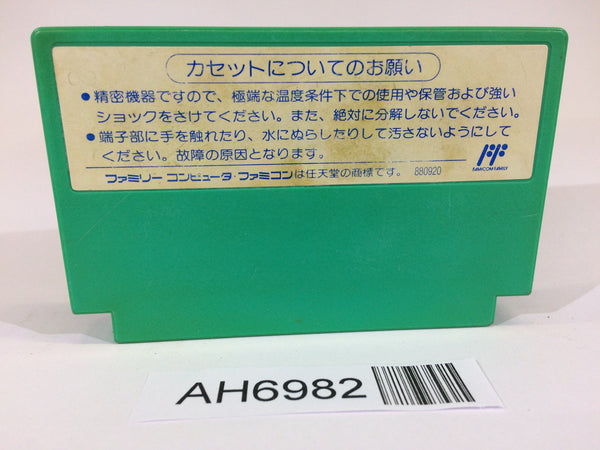 カセットについてのお願い
●精密機器ですので、極端な温度条件下での使用や保管および強い
ショックをさけてください。また、絶対に分解しないでください。
●端子部に手を触れたり、水にぬらしたりして汚さないようにして
ください。故障の原因となります。
ファミリーコンピュータ・ファミコンは任天堂の商標です。 880920
FAMICOM FAMILY
AH6982